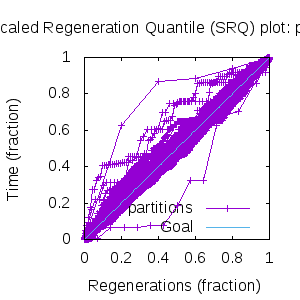 caled Regeneration Quantile (SRQ) plot: p
Time (fraction)
1
0.8
0.6
0.4
0.2
0
partitions
Goal
0 0.2 0.4 0.6 0.8 1
Regenerations (fraction)